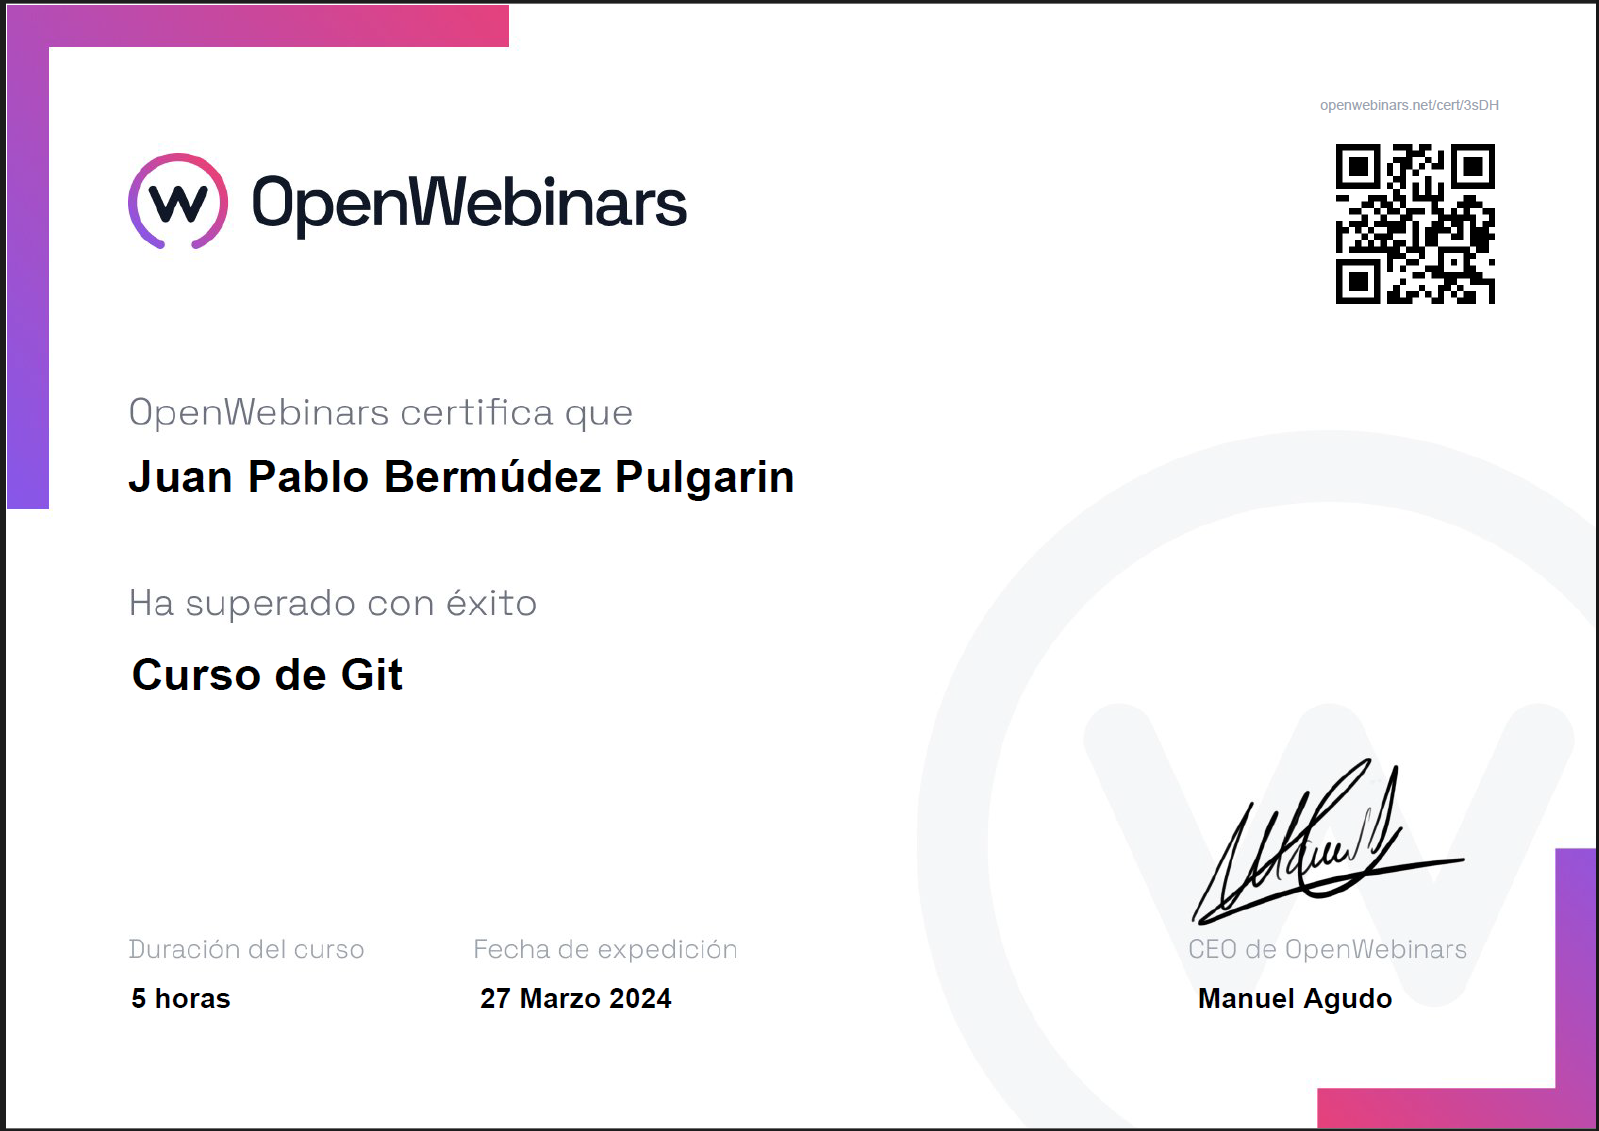 openwebinars.net/cert/3sDH
OpenWebinars
OpenWebinars certifica que
Juan Pablo Bermúdez Pulgarin
Ha superado con éxito
Curso de Git
Duración del curso
5 horas
Fecha de expedición
27 Marzo 2024
CEO de OpenWebinars
Manuel Agudo